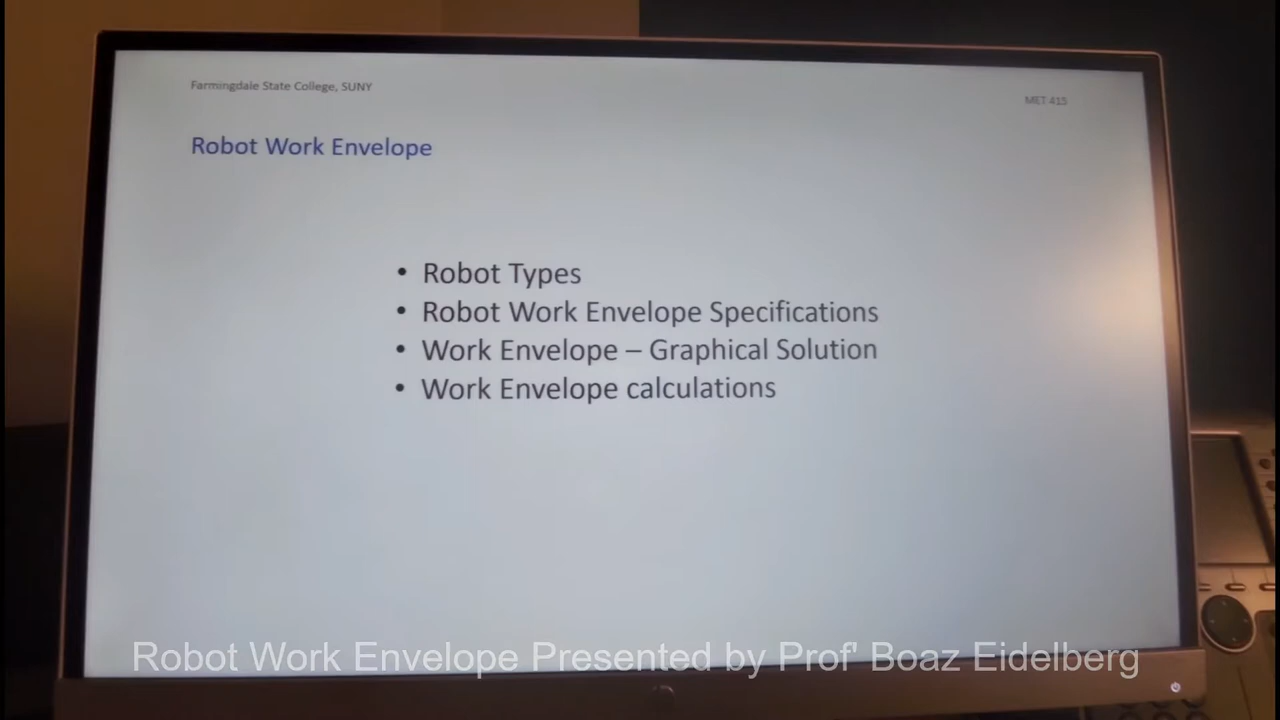 Farmingdale State College, SUNY
MET 415
Robot Work Envelope
• Robot Types
• Robot Work Envelope Specifications
• Work Envelope – Graphical Solution
• Work Envelope calculations
Robot Work Envelope Presented by Prof' Boaz Eidelberg